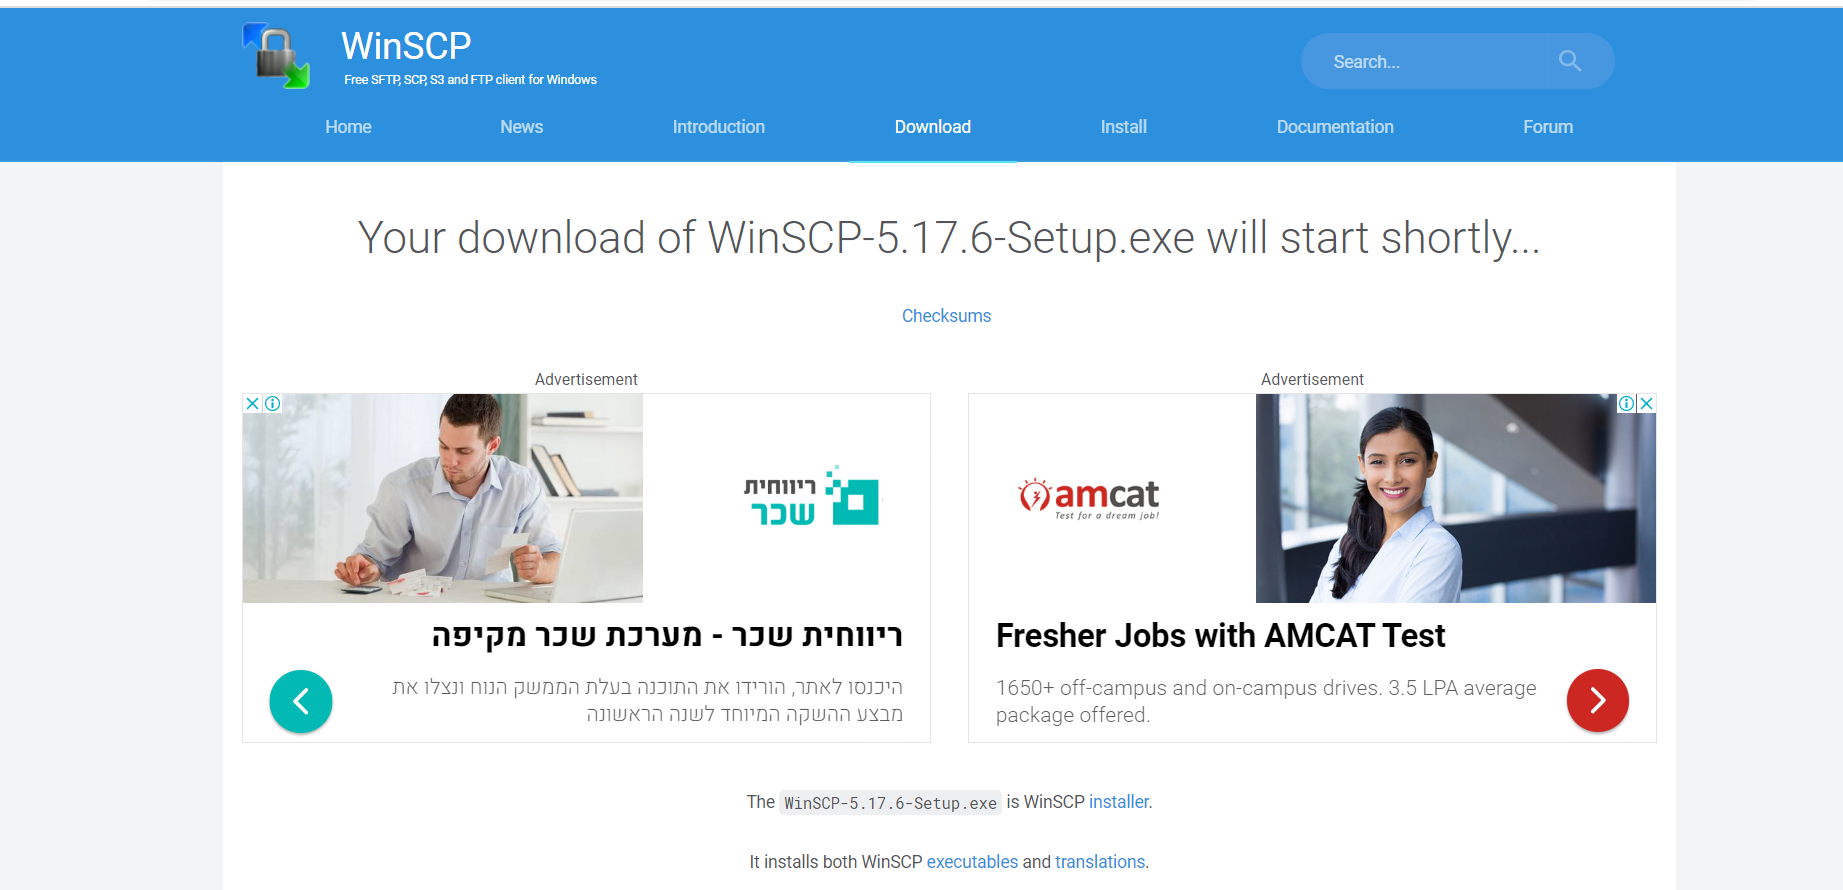 WinSCP
Free SFTP, SCP, S3 and FTP client for Windows
Search...
Home
News
Introduction
Download
Install
Documentation
Forum
Your download of WinSCP-5.17.6-Setup.exe will start shortly...
Checksums
Advertisement
ריווחית
שכר
ריווחית שכר - מערכת שכר מקיפה
היכנסו לאתר, הורידו את התוכנה בעלת הממשק הנוח ונצלו את
מבצע ההשקה המיוחד לשנה הראשונה
Advertisement
amcat
Test for a dream job!
Fresher Jobs with AMCAT Test
1650+ off-campus and on-campus drives. 3.5 LPA average
package offered.
The WinSCP-5.17.6-Setup.exe is WinSCP installer.
It installs both WinSCP executables and translations.